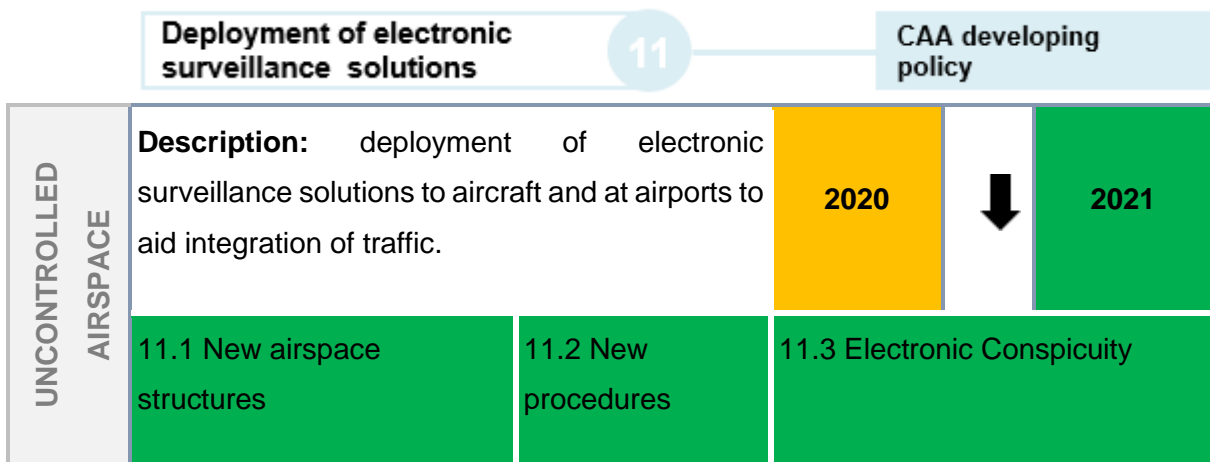 Deployment of electronic
surveillance solutions
11
CAA developing
policy
UNCONTROLLED
AIRSPACE
Description: deployment of electronic
surveillance solutions to aircraft and at airports to
aid integration of traffic.
2020
2021
11.1 New airspace
structures
11.2 New
procedures
11.3 Electronic Conspicuity